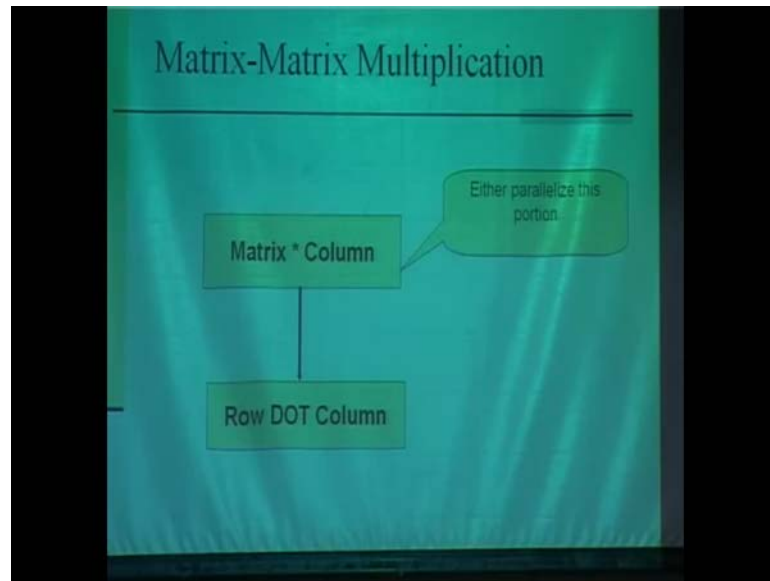 Matrix-Matrix Multiplication
Either parallelize this
portion
Matrix * Column
Row DOT Column